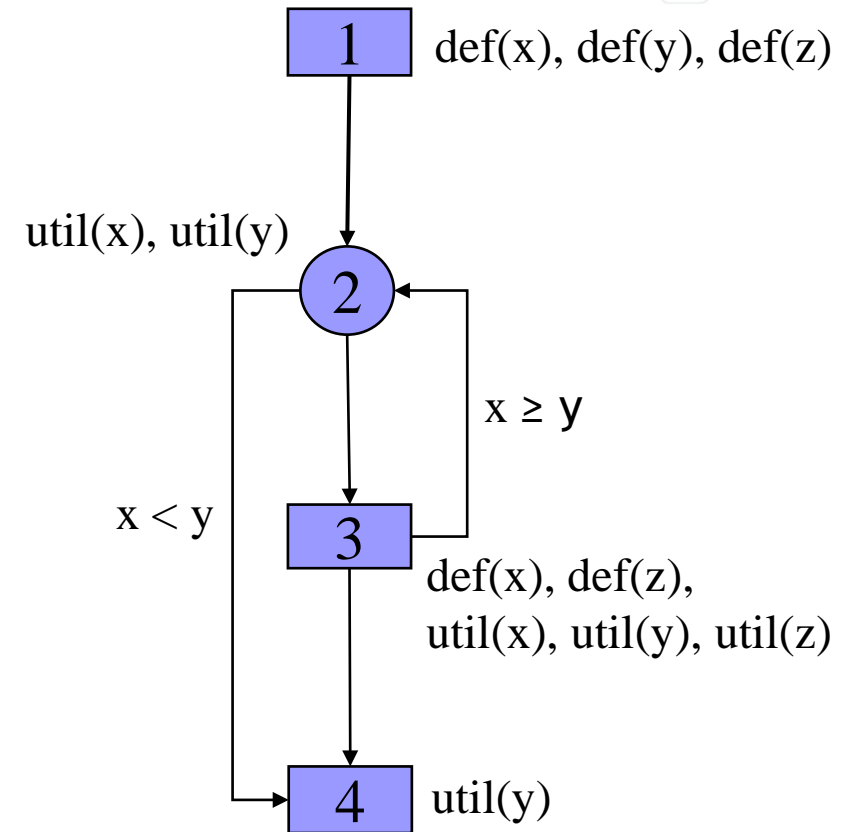 1
def(x), def(y), def(z)
util(x), util(y)
2
x ≥ y
x < y
3
def(x), def(z),
util(x), util(y), util(z)
4
util(y)